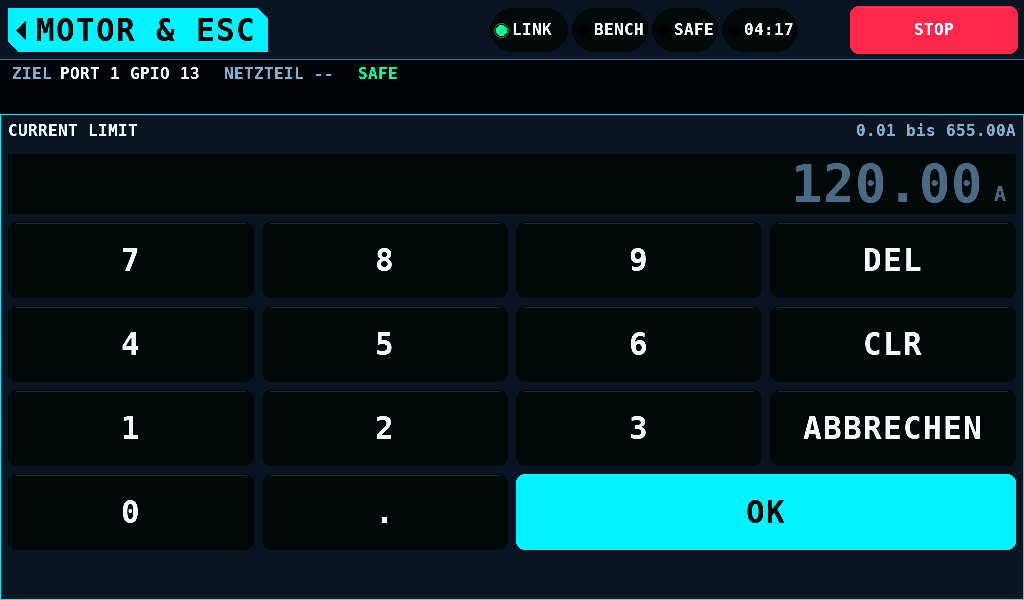 MOTOR & ESC LINK BENCH SAFE 04:17 STOP
ZIEL PORT 1 GPIO 13 NETZTEIL -- SAFE
CURRENT LIMIT 0.01 bis 655.00A
120.00 A
7 8 9 DEL
4 5 6 CLR
1 2 3 ABBRECHEN
0 . OK